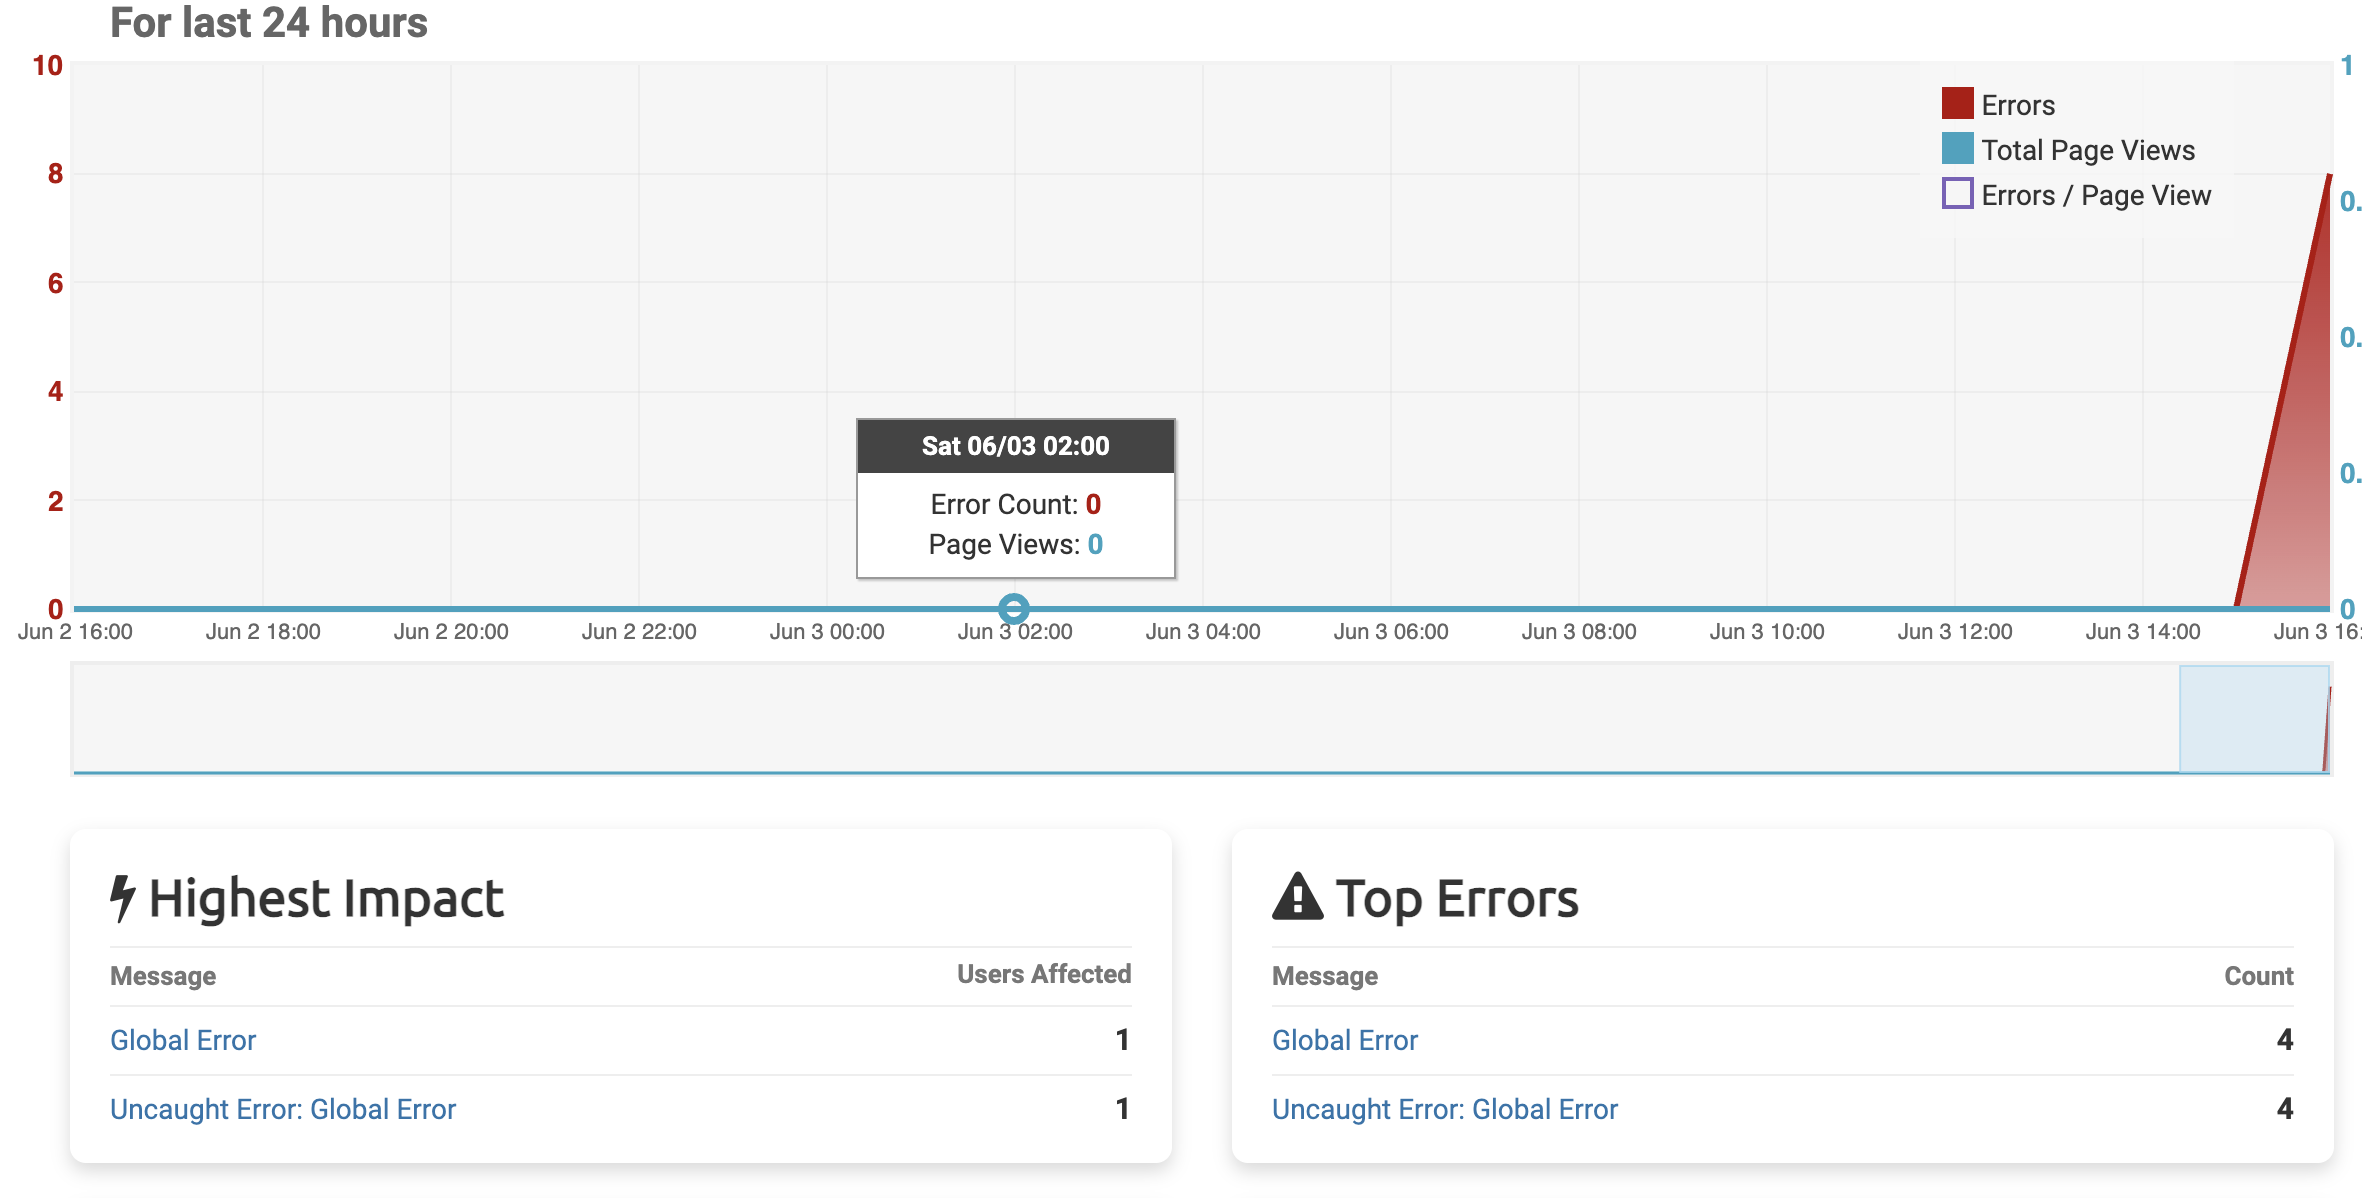 For last 24 hours
10
8
6
4
2
0
1
0.
0.
0.
0.
0
Errors
Total Page Views
Errors / Page View
Sat 06/03 02:00
Error Count: 0
Page Views: 0
Jun 2 16:00 Jun 2 18:00 Jun 2 20:00 Jun 2 22:00 Jun 3 00:00 Jun 3 02:00 Jun 3 04:00 Jun 3 06:00 Jun 3 08:00 Jun 3 10:00 Jun 3 12:00 Jun 3 14:00 Jun 3 16:
Highest Impact
Message Users Affected
Global Error 1
Uncaught Error: Global Error 1
Top Errors
Message Count
Global Error 4
Uncaught Error: Global Error 4